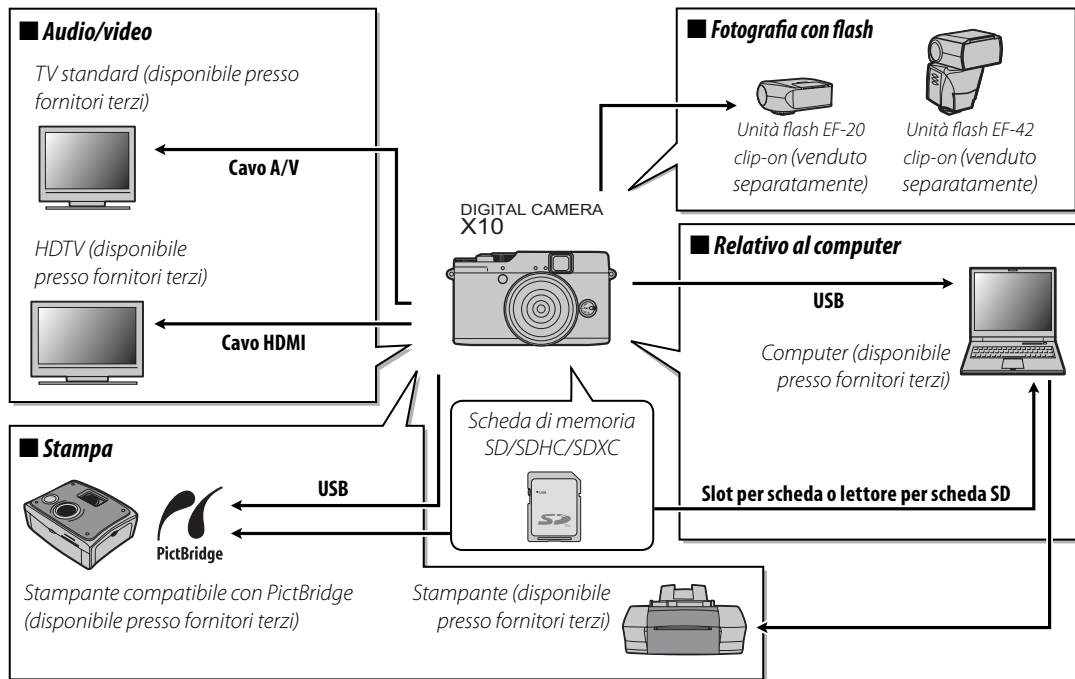 ■ Audio/video
TV standard (disponibile presso
fornitori terzi)
Cavo A/V
HDTV (disponibile
presso fornitori terzi)
Cavo HDMI
■ Fotografia con flash
Unità flash EF-20
clip-on (venduto
separatamente)
Unità flash EF-42
clip-on (venduto
separatamente)
DIGITAL CAMERA
X10
■ Relativo al computer
USB
Computer (disponibile
presso fornitori terzi)
Slot per scheda o lettore per scheda SD
Scheda di memoria
SD/SDHC/SDXC
SD
■ Stampa
USB
PictBridge
Stampante compatibile con PictBridge
(disponibile presso fornitori terzi)
Stampante (disponibile
presso fornitori terzi)